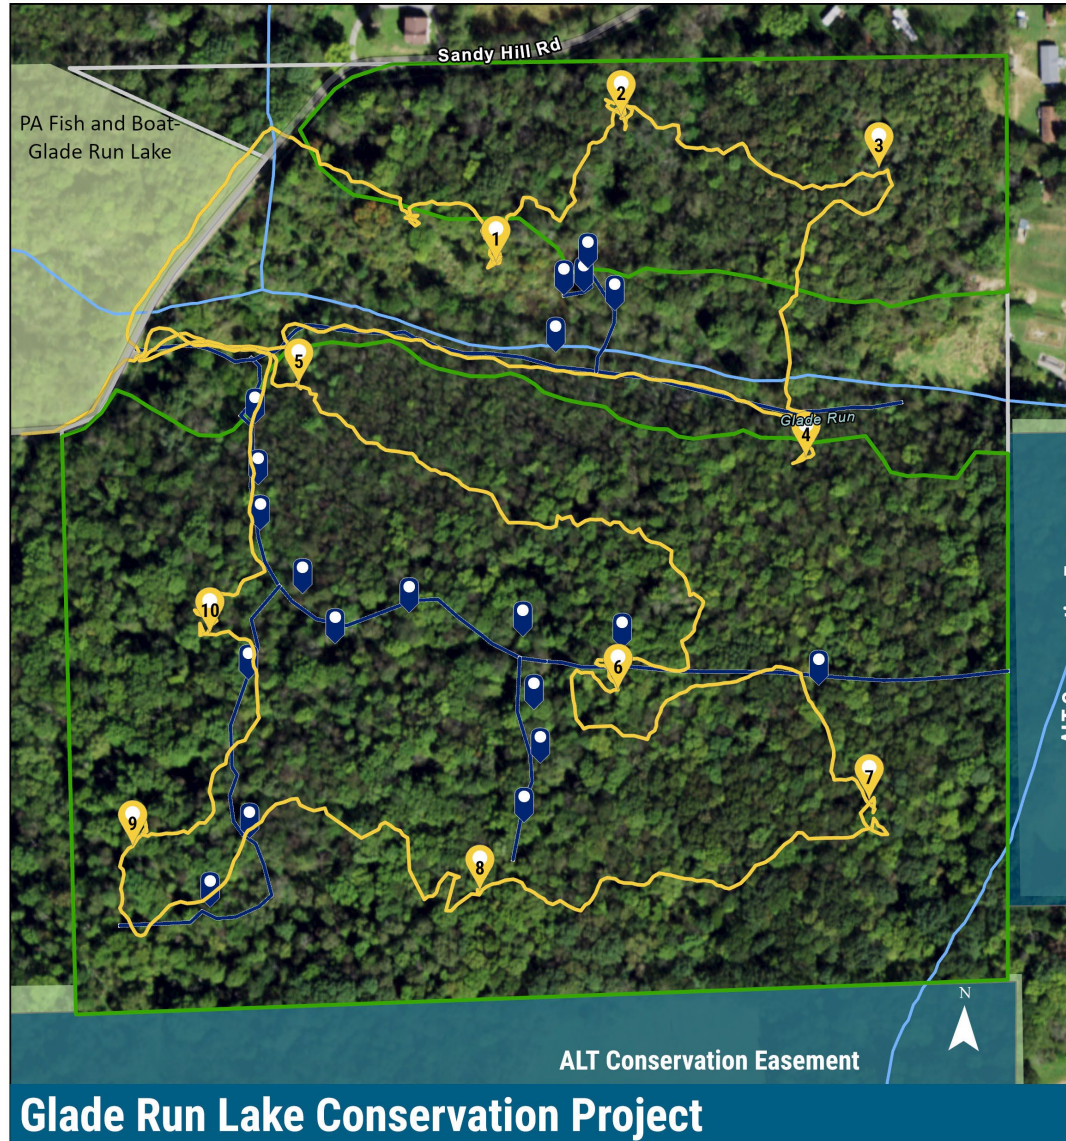 Sandy Hill Rd
PA Fish and Boat-
Glade Run Lake
2
3
1
5
Glade Run
4
10
6
7
9
8
N
ALT Conservation Easement
Glade Run Lake Conservation Project